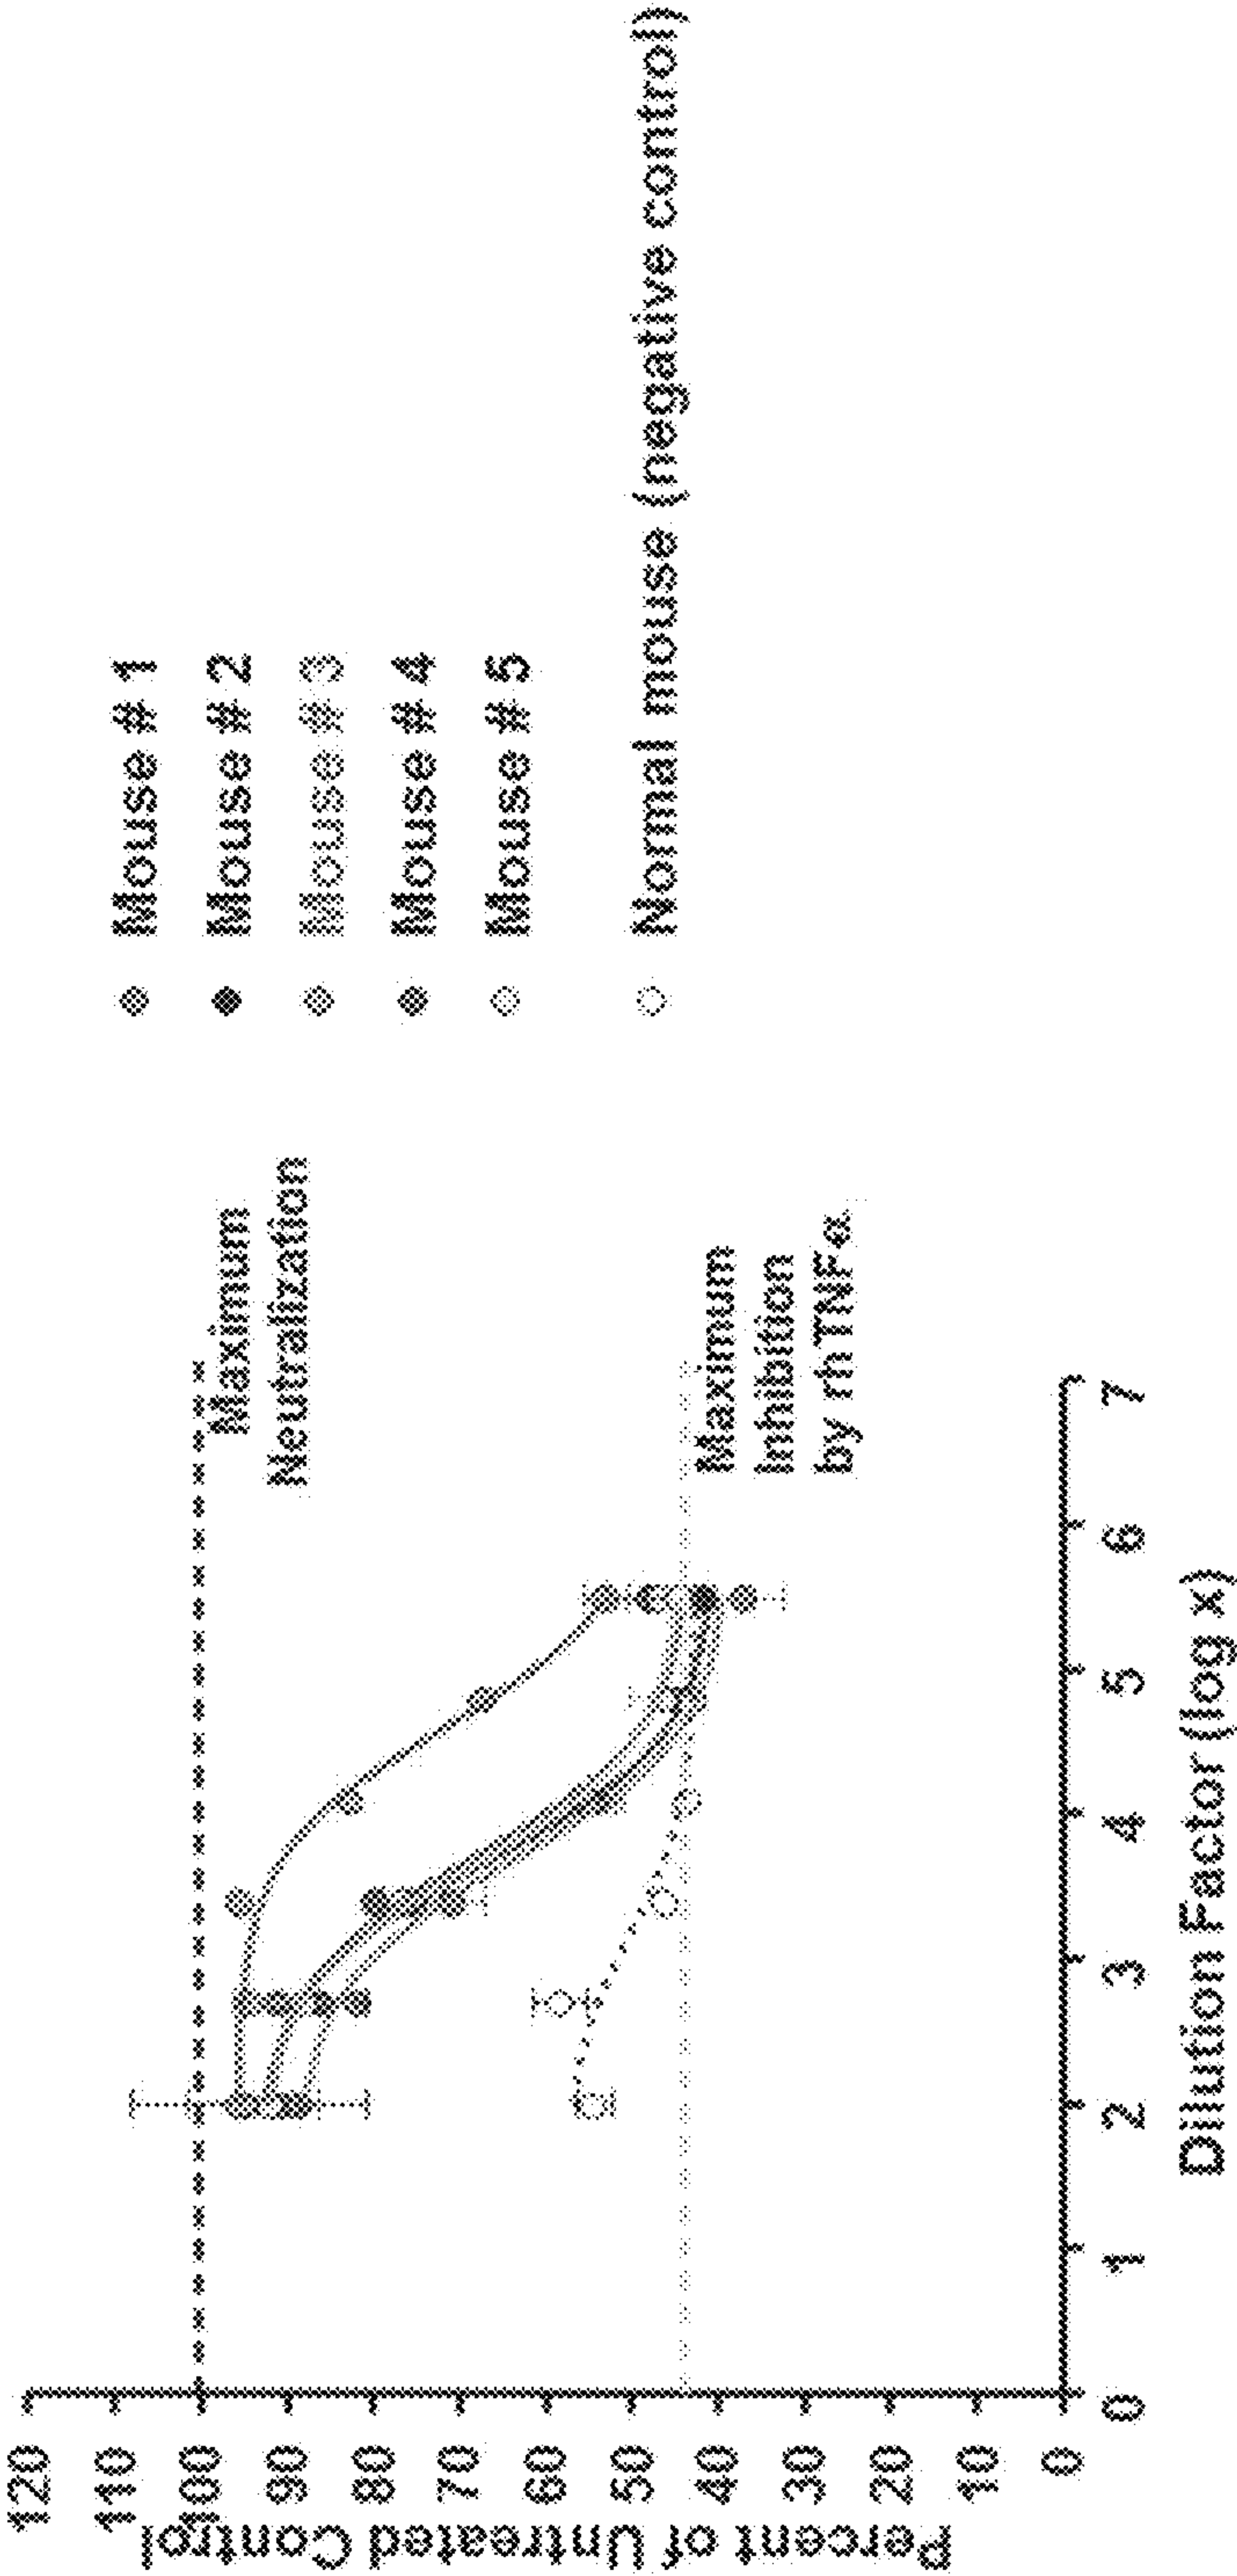 Percent of Untreated Control
120
110
100
90
80
70
60
50
40
30
20
10
0
0
1
2
3
4
5
6
7
Dilution Factor (log x)
Maximum
Neutralization
Maximum
Inhibition
by rhTNFα
Mouse # 1
Mouse # 2
Mouse # 3
Mouse # 4
Mouse # 5
Normal mouse (negative control)